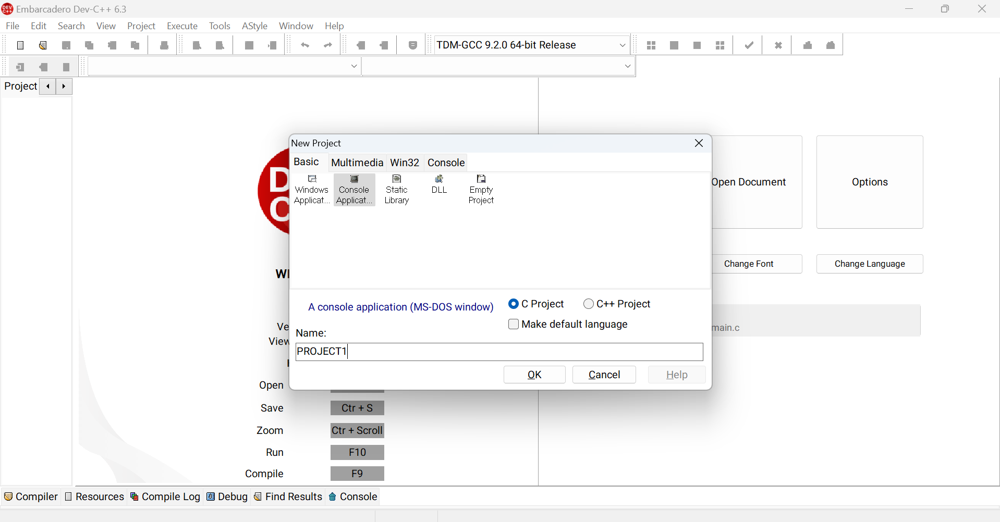 Embarcadero Dev-C++ 6.3
File Edit Search View Project Execute Tools AStyle Window Help
TDM-GCC 9.2.0 64-bit Release
Project
New Project
Basic Multimedia Win32 Console
Windows Applicat...
Console Applicat...
Static Library
DLL
Empty Project
A console application (MS-DOS window)
C Project C++ Project
Make default language
Name:
PROJECT1
OK Cancel Help
Open Document
Options
Change Font
Change Language
main.c
Open
Save Ctr + S
Zoom Ctr + Scroll
Run F10
Compile F9
Compiler Resources Compile Log Debug Find Results Console